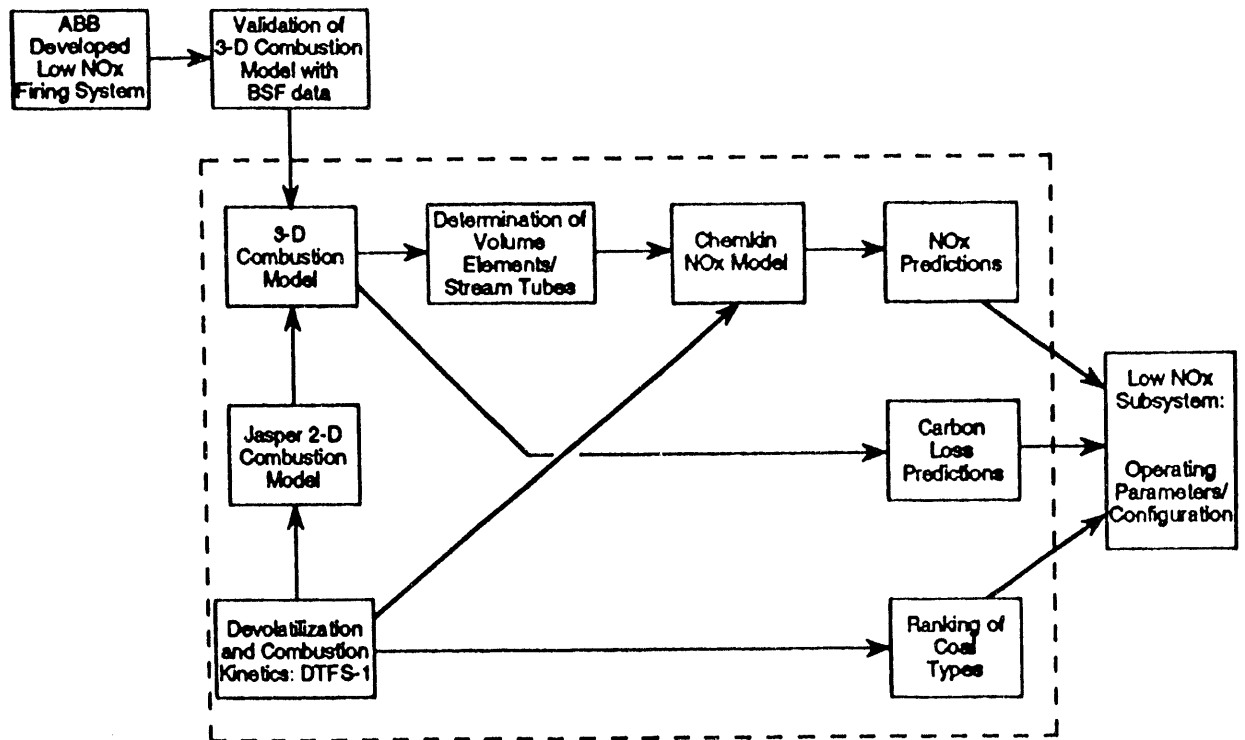 ABB
Developed
Low NOx
Firing System
Validation of
3-D Combustion
Model with
BSF data
3-D
Combustion
Model
Determination of
Volume
Elements/
Stream Tubes
Chemkin
NOx Model
NOx
Predictions
Jasper 2-D
Combustion
Model
Carbon
Loss
Predictions
Low NOx
Subsystem:
Operating
Parameters/
Configuration
Devolatilization
and Combustion
Kinetics: DTFS-1
Ranking of
Coal
Types